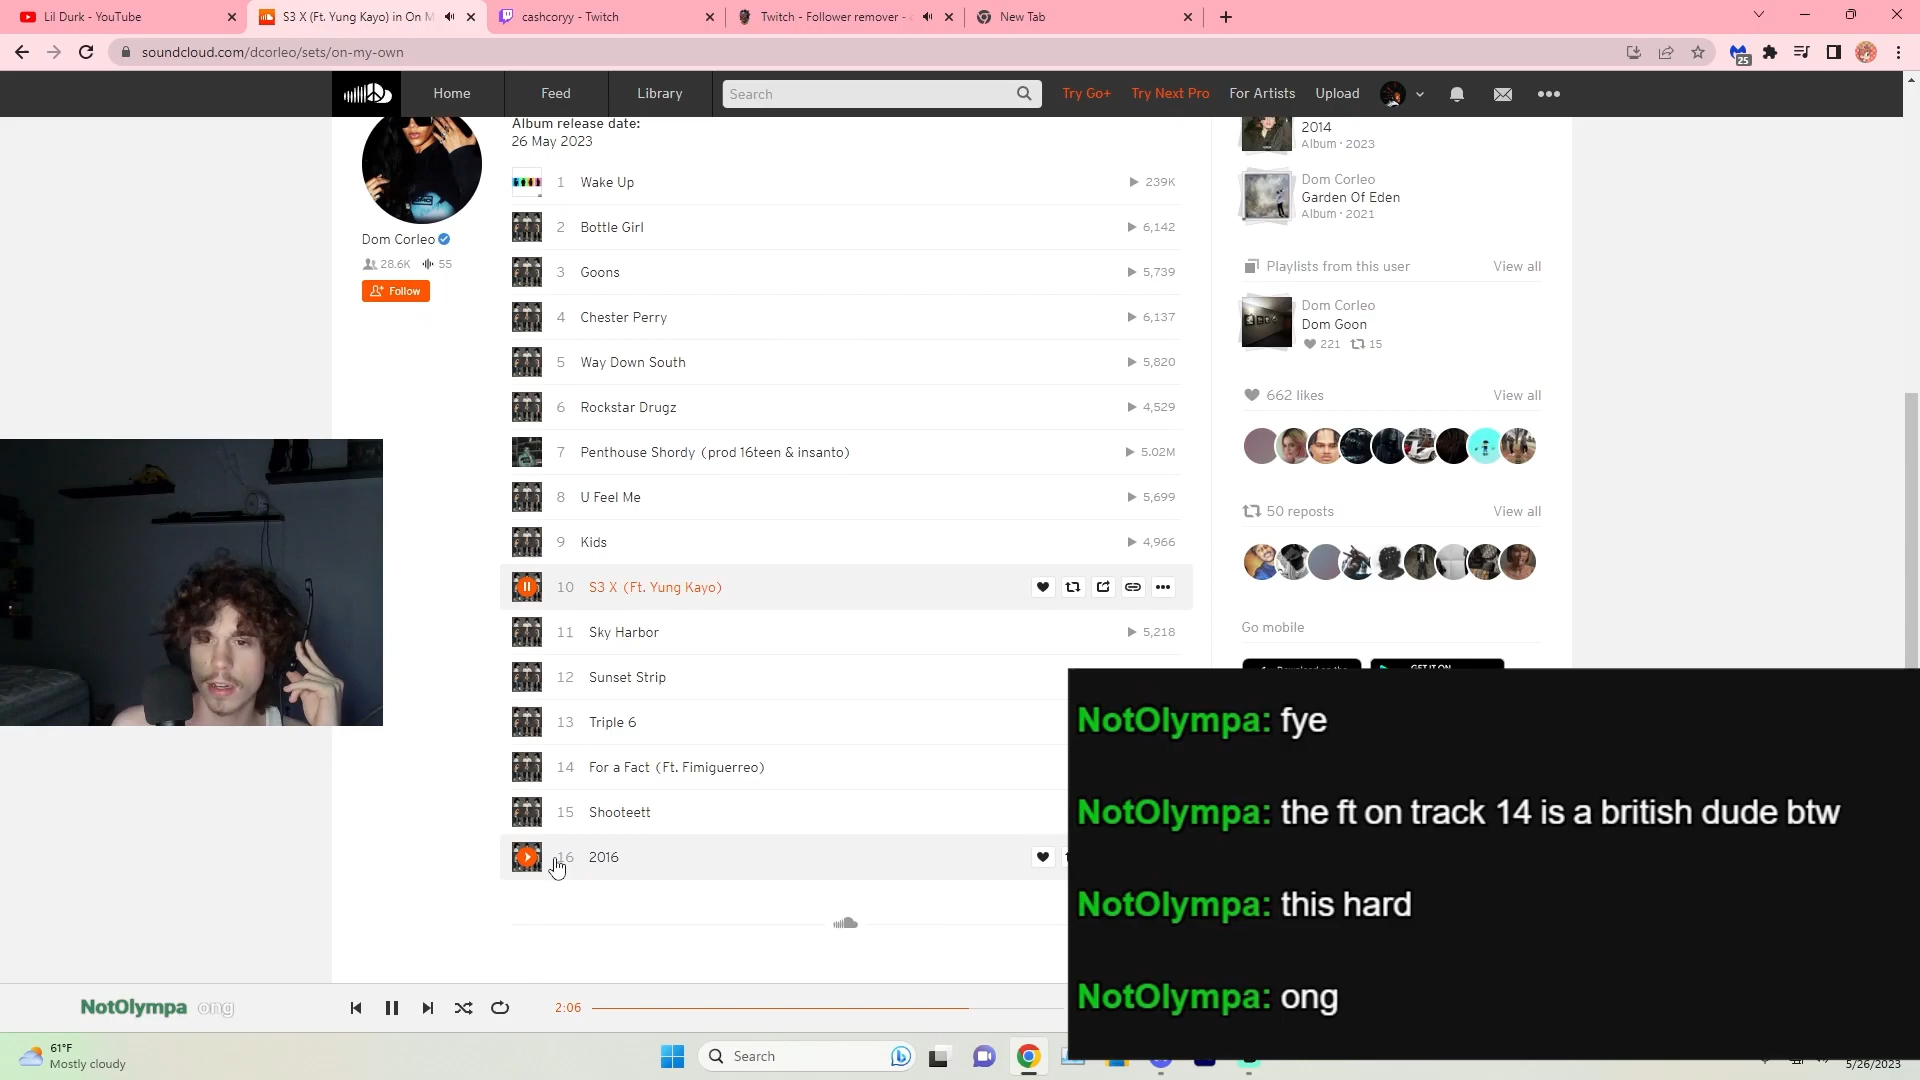 Lil Durk - YouTube
S3 X (Ft. Yung Kayo) in On M
cashcoryy - Twitch
Twitch - Follower remover -
New Tab
soundcloud.com/dcorleo/sets/on-my-own
25
Home
Feed
Library
Search
Try Go+
Try Next Pro
For Artists
Upload
Album release date:
26 May 2023
Dom Corleo
28.6K 55
Follow
1 Wake Up 239K
2 Bottle Girl 6,142
3 Goons 5,739
4 Chester Perry 6,137
5 Way Down South 5,820
6 Rockstar Drugz 4,529
7 Penthouse Shordy (prod 16teen & insanto) 5.02M
8 U Feel Me 5,699
9 Kids 4,966
10 S3 X (Ft. Yung Kayo)
11 Sky Harbor 5,218
12 Sunset Strip
13 Triple 6
14 For a Fact (Ft. Fimiguerreo)
15 Shooteett
16 2016
2014
Album · 2023
Dom Corleo
Garden Of Eden
Album · 2021
Playlists from this user View all
Dom Corleo
Dom Goon
221 15
662 likes View all
50 reposts View all
Go mobile
GET IT ON
NotOlympa: fye
NotOlympa: the ft on track 14 is a british dude btw
NotOlympa: this hard
NotOlympa: ong
NotOlympa ong
2:06
61°F
Mostly cloudy
Search
5/26/2023